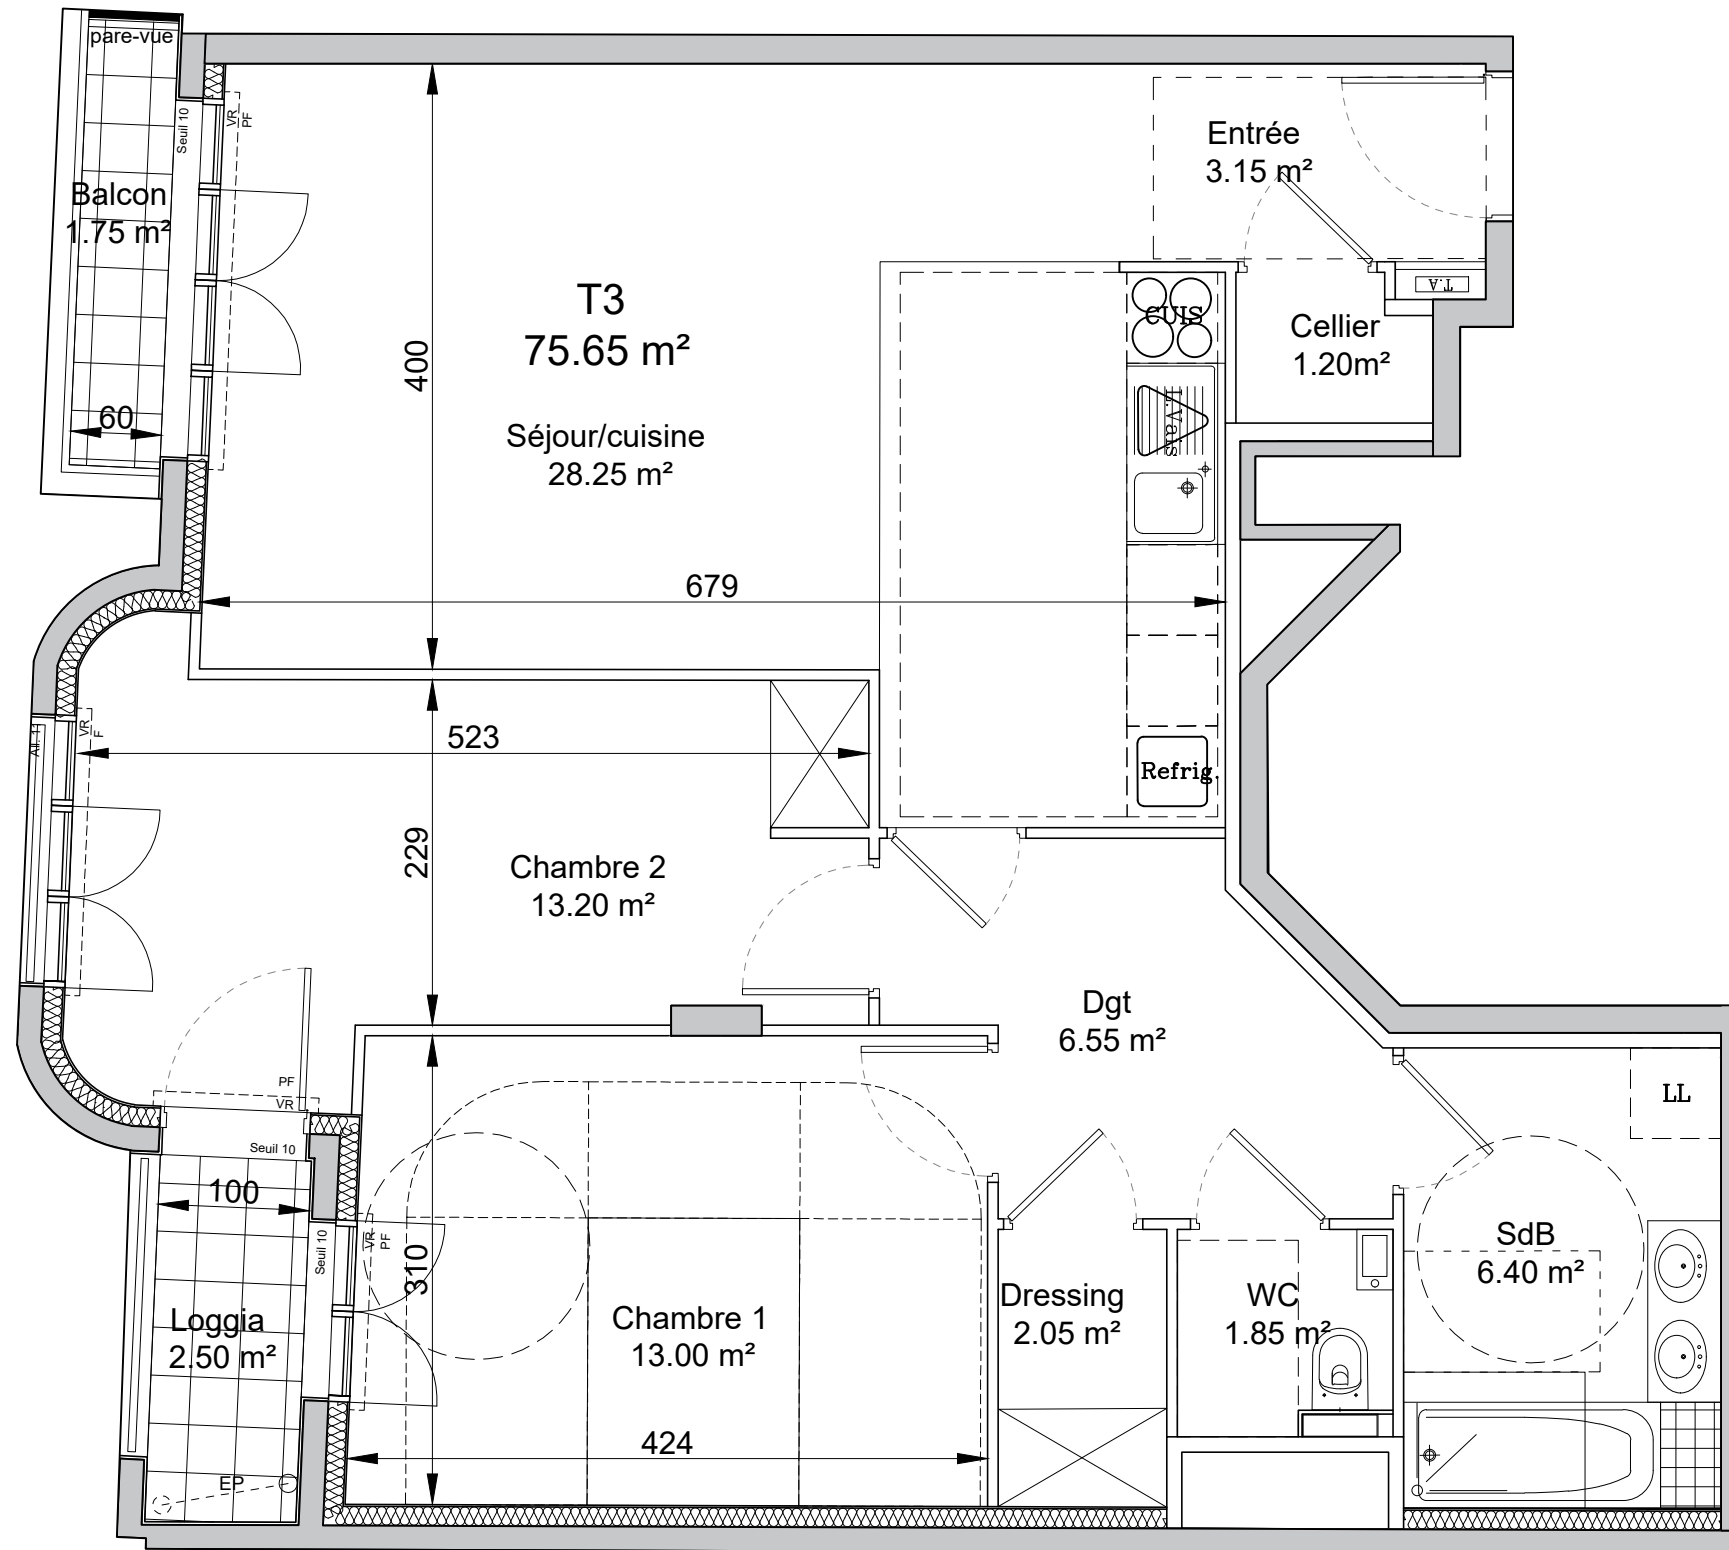 pare-vue
Seuil 10
VR
PF
Balcon
1.75 m²
60
Entrée
3.15 m²
T.A
T3
75.65 m²
400
CUIS
Cellier
1.20m²
L.Vais
Séjour/cuisine
28.25 m²
679
All. 11
VR
F
523
Refrig.
229
Chambre 2
13.20 m²
Dgt
6.55 m²
PF
VR
LL
Seuil 10
100
Seuil 10
VR
PF
310
SdB
6.40 m²
Loggia
2.50 m²
Chambre 1
13.00 m²
Dressing
2.05 m²
WC
1.85 m²
424
EP